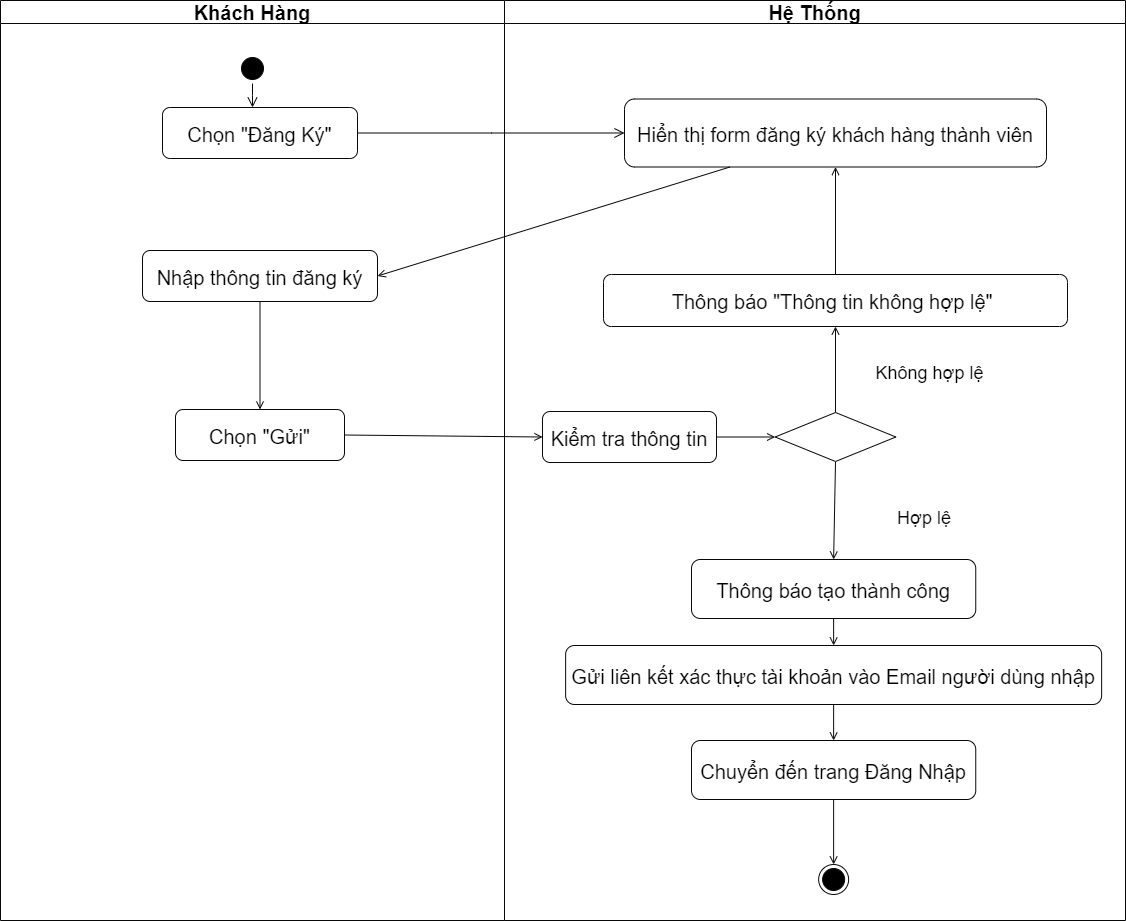 Khách Hàng
Hệ Thống
Chọn "Đăng Ký"
Hiển thị form đăng ký khách hàng thành viên
Nhập thông tin đăng ký
Thông báo "Thông tin không hợp lệ"
Không hợp lệ
Chọn "Gửi"
Kiểm tra thông tin
Hợp lệ
Thông báo tạo thành công
Gửi liên kết xác thực tài khoản vào Email người dùng nhập
Chuyển đến trang Đăng Nhập